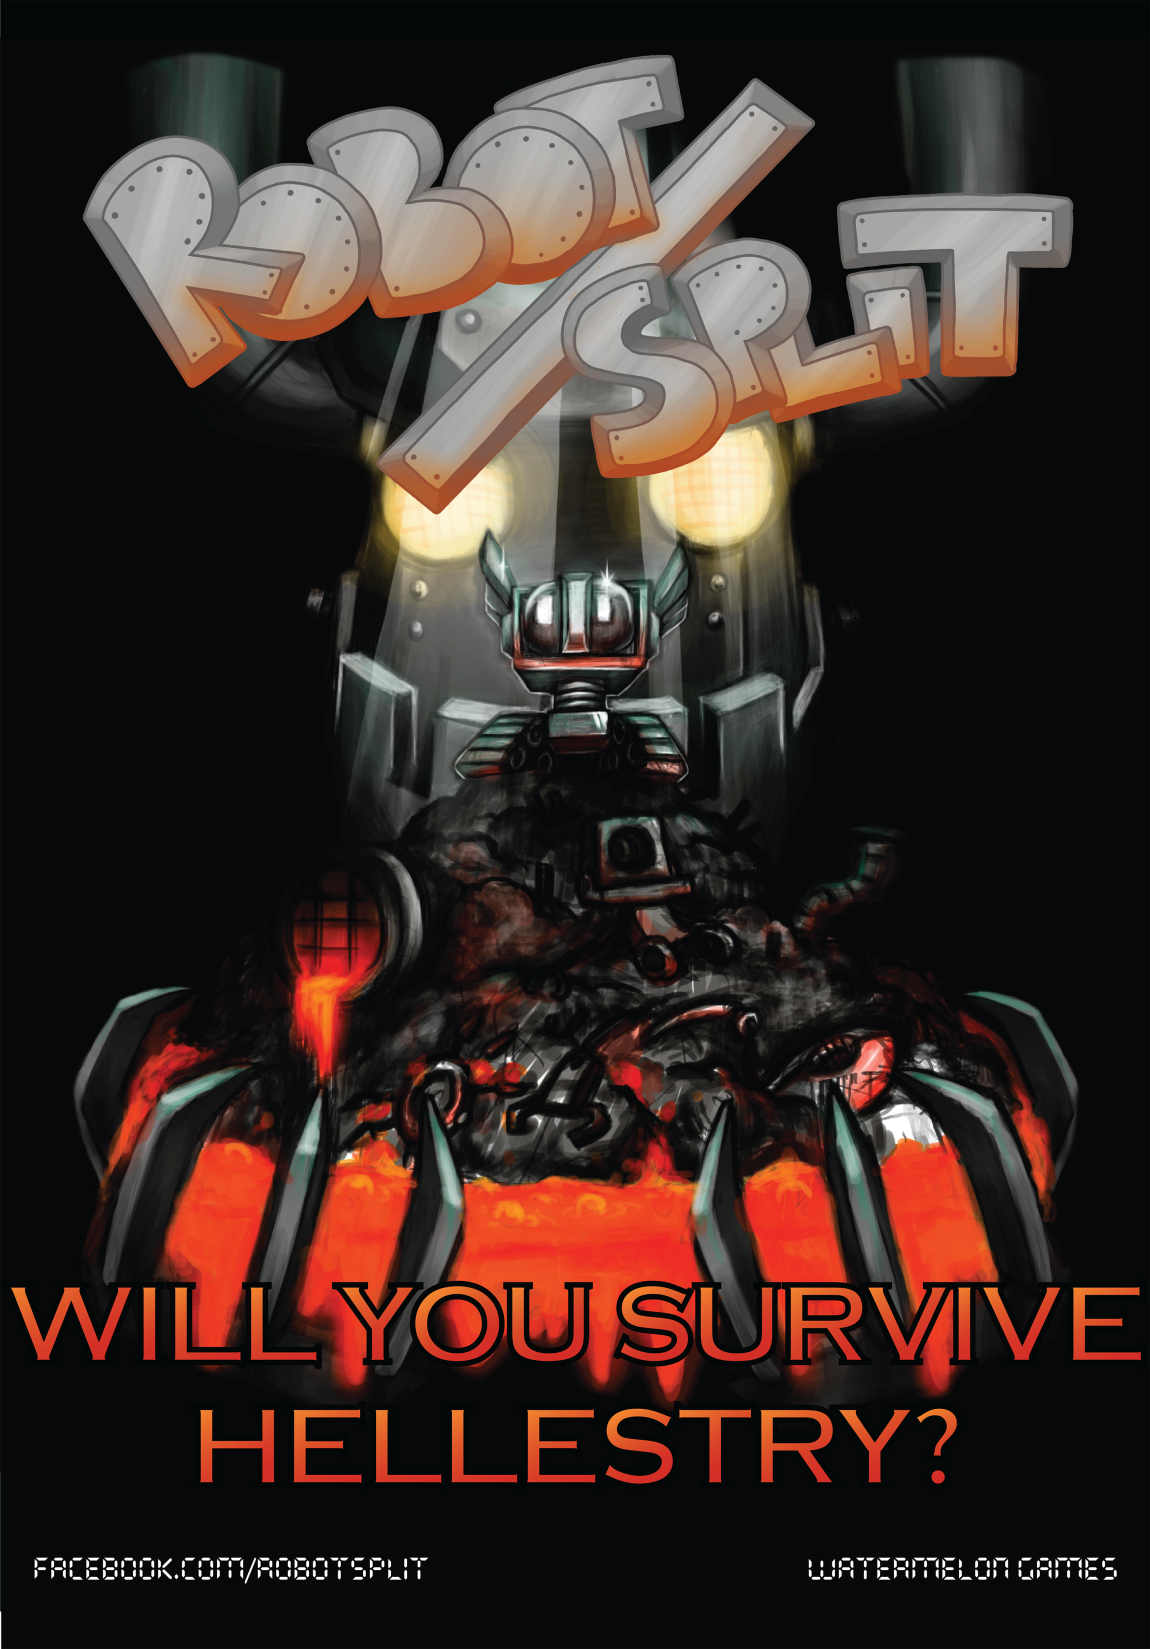 ROBOT/
SPLIT
WILL YOU SURVIVE
HELLESTRY?
FACEBOOK.COM/ROBOTSPLIT
WATERMELON GAMES